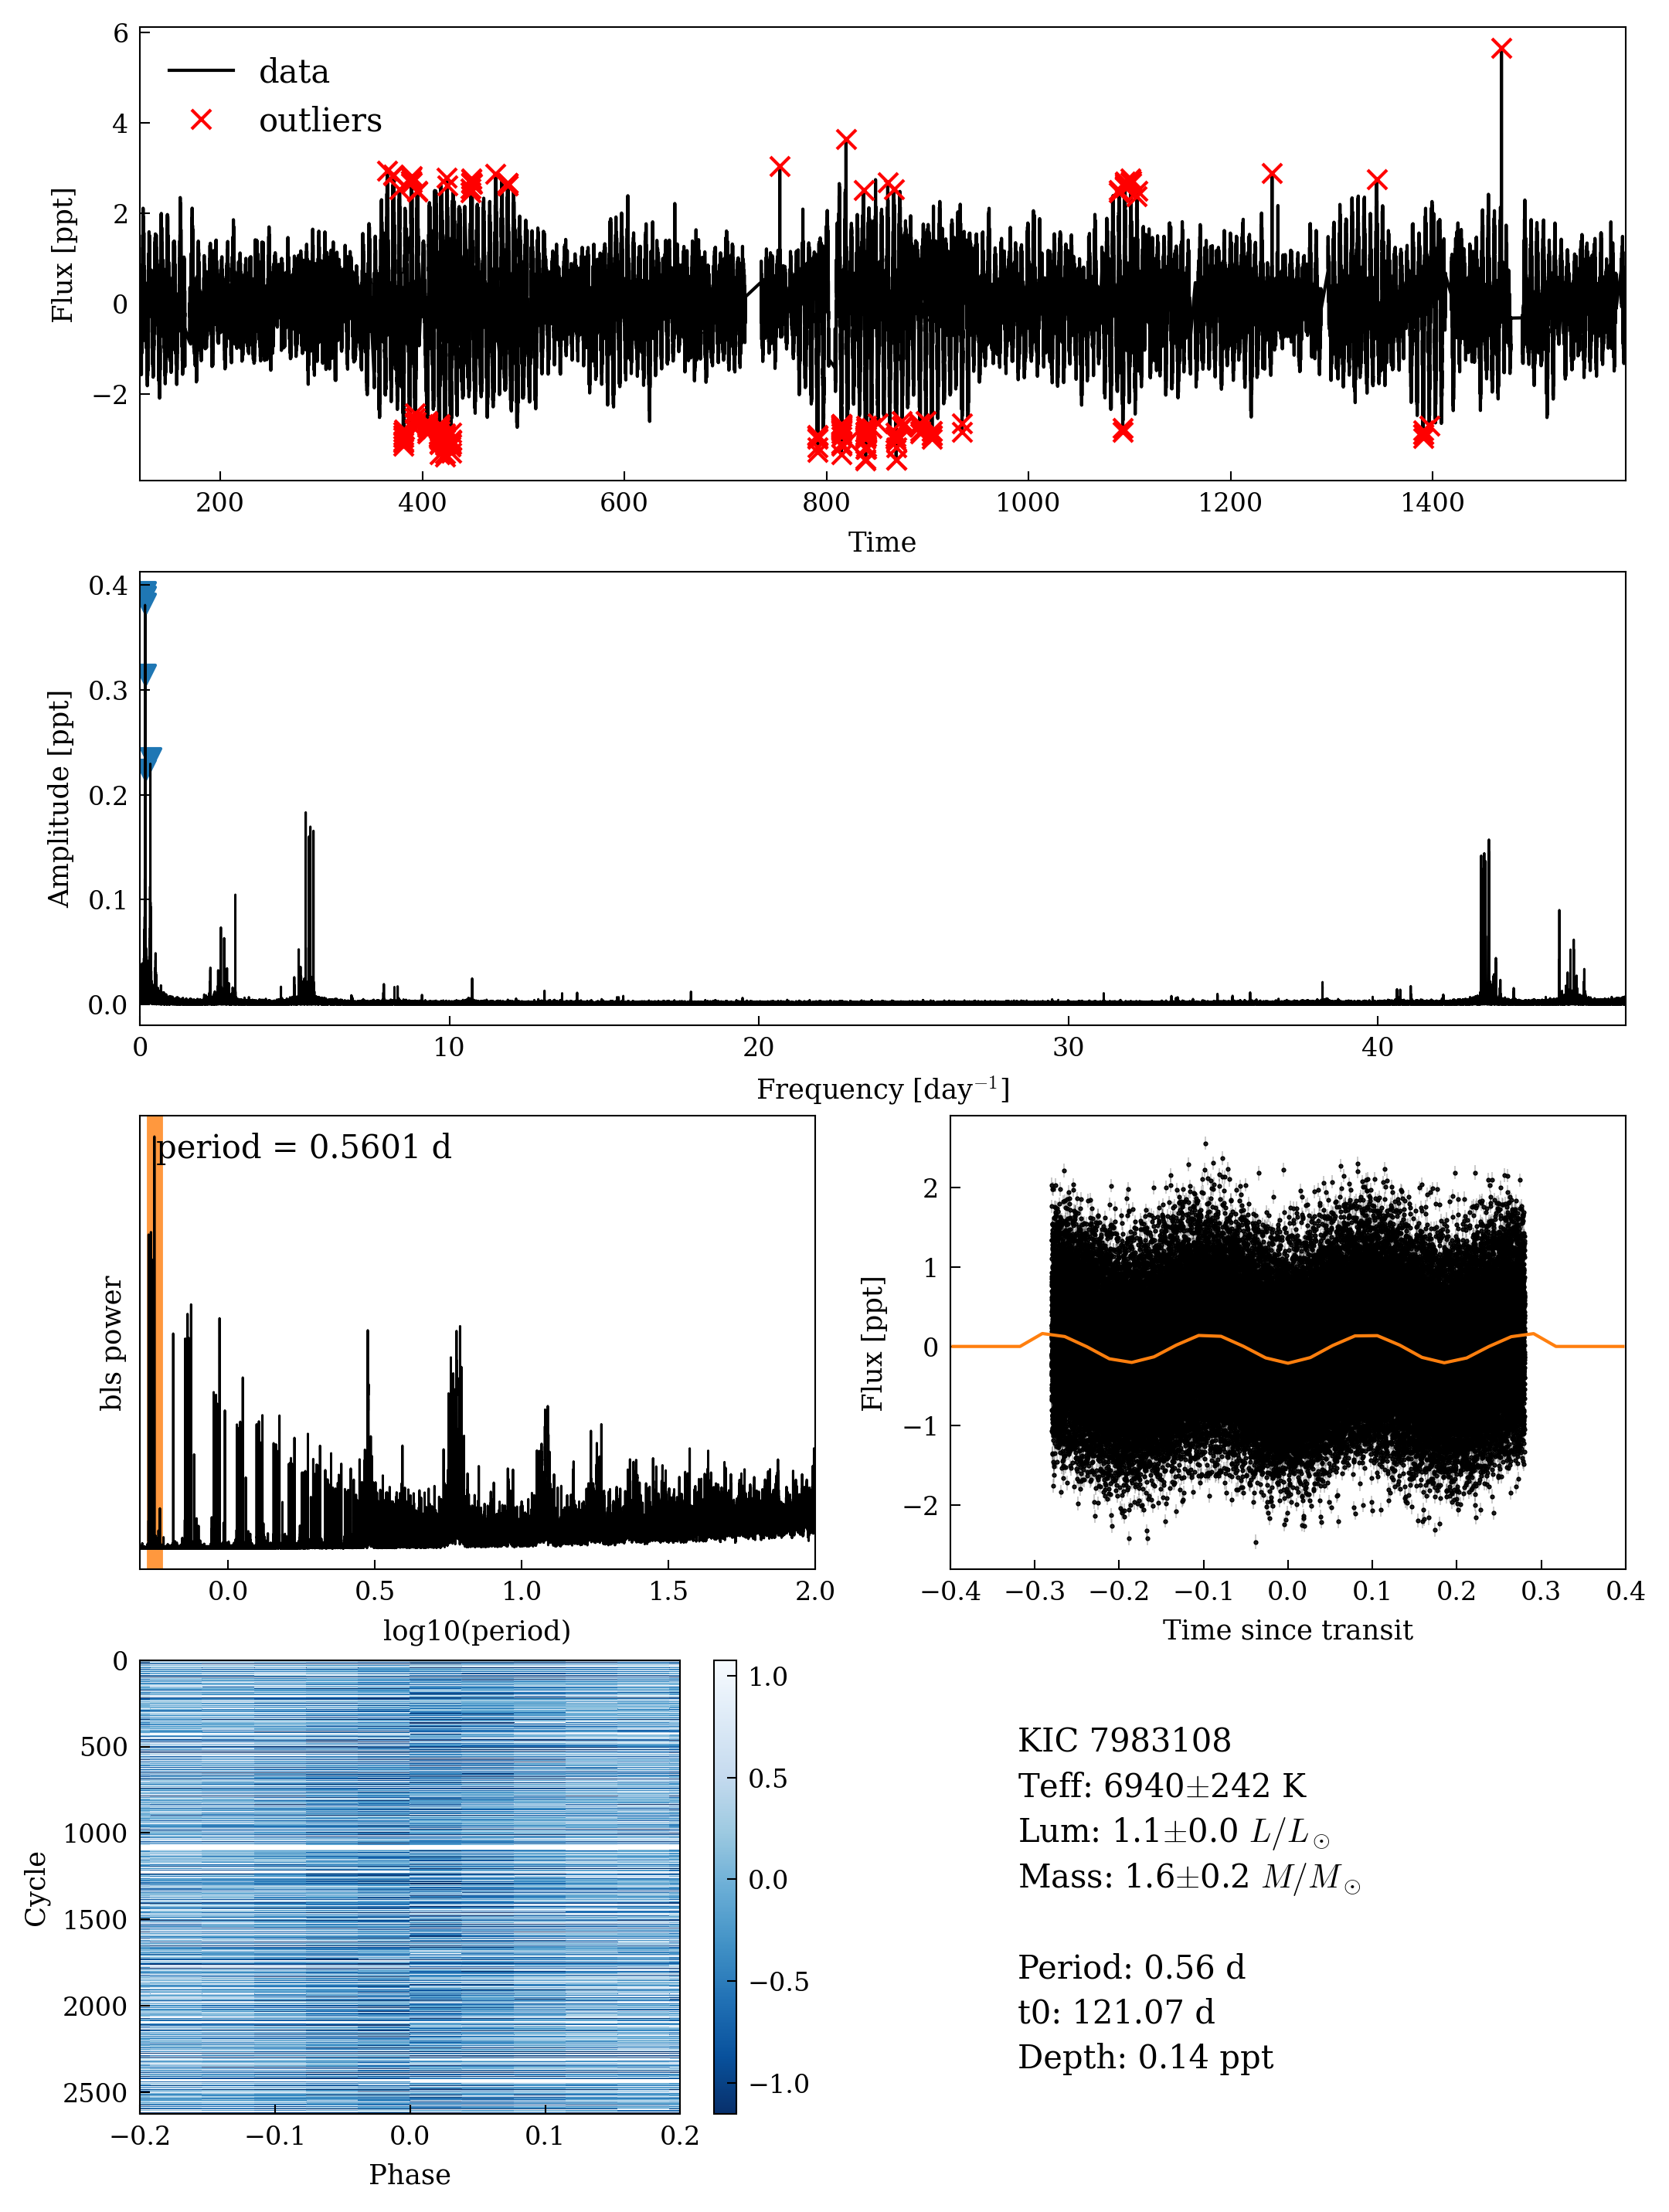 data
outliers
6
4
2
0
−2
Flux [ppt]
200 400 600 800 1000 1200 1400
Time
0.4
0.3
0.2
0.1
0.0
Amplitude [ppt]
0 10 20 30 40
Frequency [day⁻¹]
period = 0.5601 d
bls power
0.0 0.5 1.0 1.5 2.0
log10(period)
2
1
0
−1
−2
Flux [ppt]
−0.4 −0.3 −0.2 −0.1 0.0 0.1 0.2 0.3 0.4
Time since transit
0
500
1000
1500
2000
2500
Cycle
−0.2 −0.1 0.0 0.1 0.2
Phase
1.0
0.5
0.0
−0.5
−1.0
KIC 7983108
Teff: 6940±242 K
Lum: 1.1±0.0 L/L☉
Mass: 1.6±0.2 M/M☉
Period: 0.56 d
t0: 121.07 d
Depth: 0.14 ppt